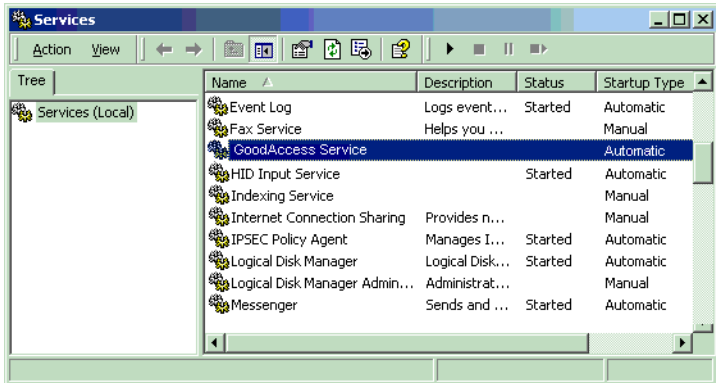 Services
Action View
Tree
Services (Local)
Name Description Status Startup Type
Event Log Logs event... Started Automatic
Fax Service Helps you ... Manual
GoodAccess Service Automatic
HID Input Service Started Automatic
Indexing Service Manual
Internet Connection Sharing Provides n... Manual
IPSEC Policy Agent Manages I... Started Automatic
Logical Disk Manager Logical Disk... Started Automatic
Logical Disk Manager Admin... Administrat... Manual
Messenger Sends and ... Started Automatic